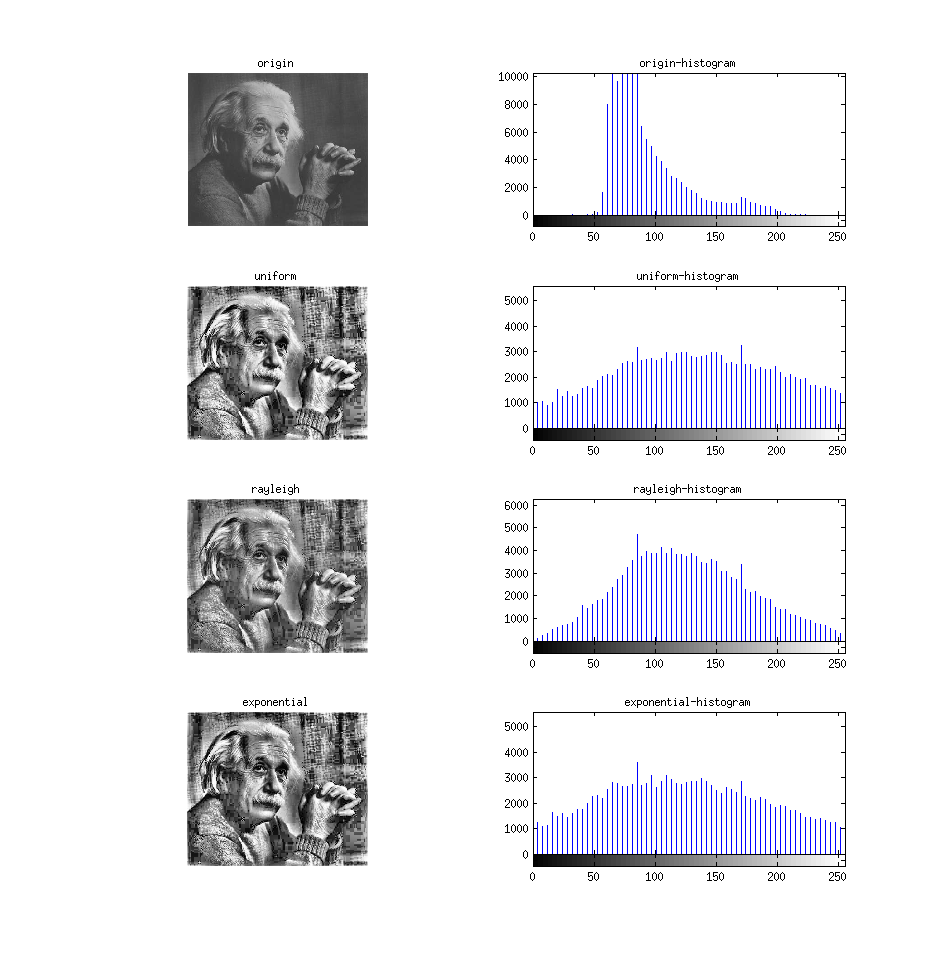 origin
origin-histogram
10000
8000
6000
4000
2000
0
0 50 100 150 200 250
uniform
uniform-histogram
5000
4000
3000
2000
1000
0
0 50 100 150 200 250
rayleigh
rayleigh-histogram
6000
5000
4000
3000
2000
1000
0
0 50 100 150 200 250
exponential
exponential-histogram
5000
4000
3000
2000
1000
0
0 50 100 150 200 250